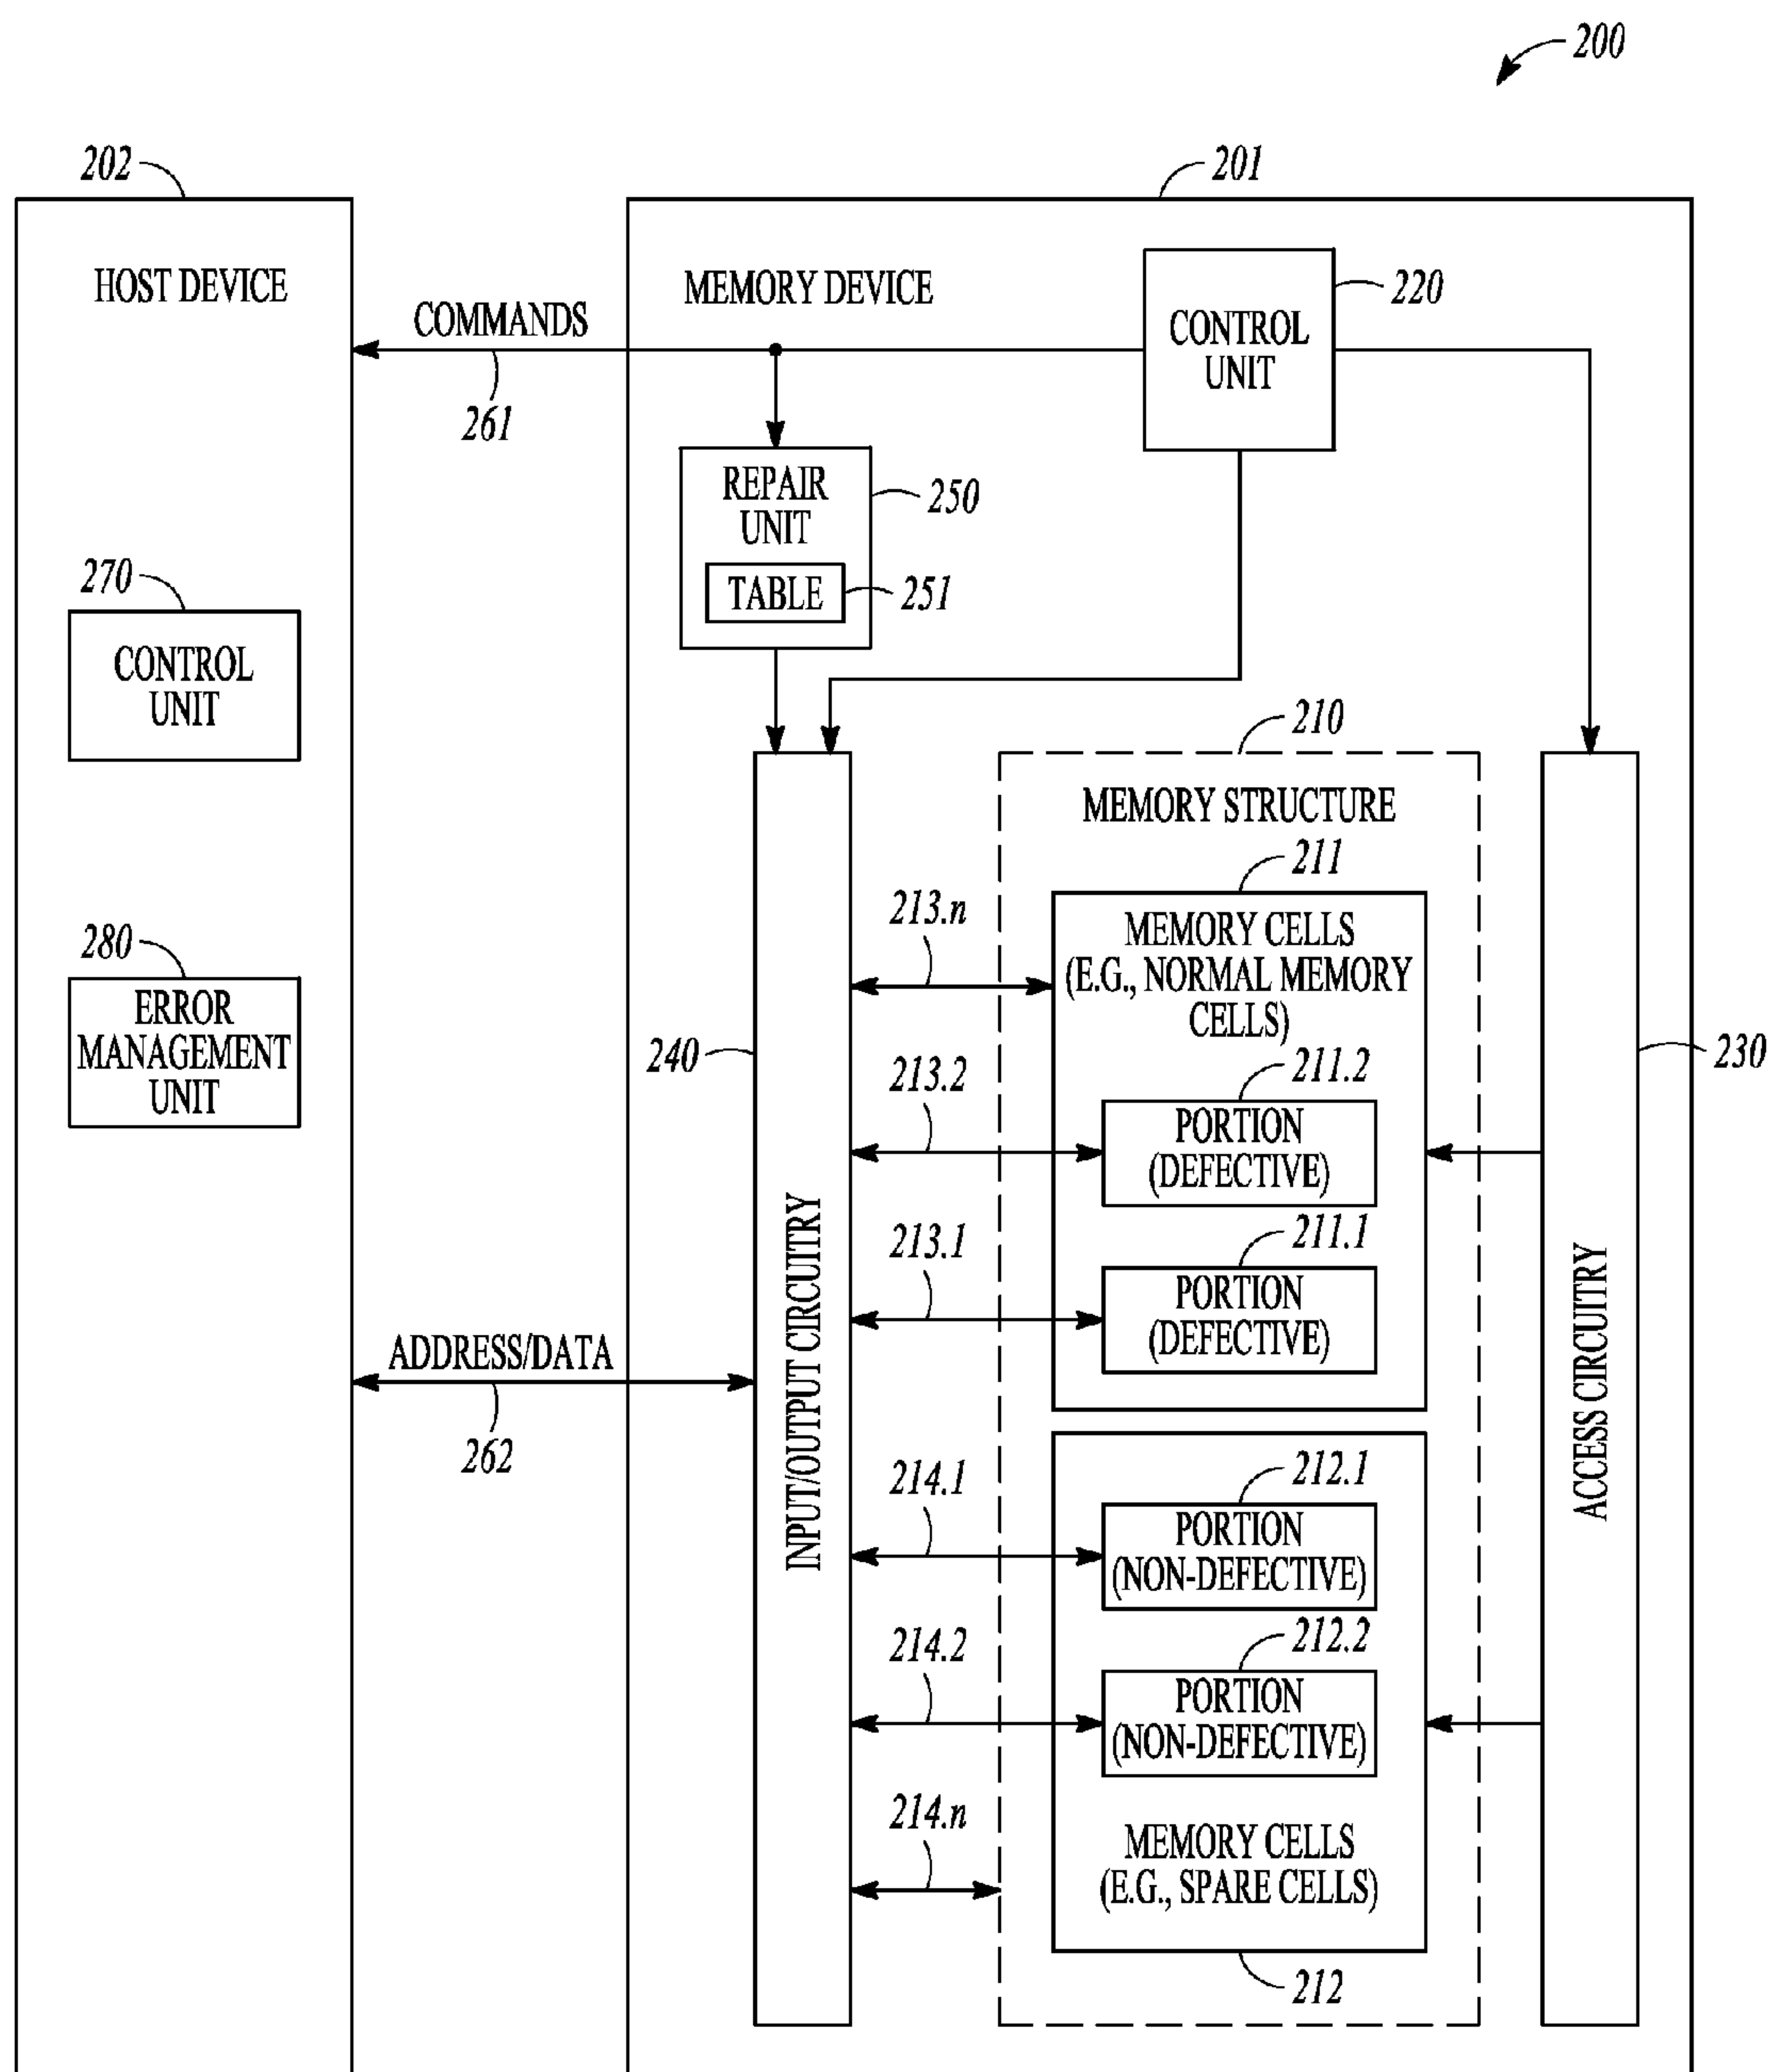 200
202
201
HOST DEVICE
MEMORY DEVICE
220
CONTROL
UNIT
COMMANDS
261
REPAIR
UNIT
250
TABLE
251
270
CONTROL
UNIT
210
MEMORY STRUCTURE
211
213.n
MEMORY CELLS
(E.G., NORMAL MEMORY
CELLS)
280
ERROR
MANAGEMENT
UNIT
240
230
213.2
211.2
PORTION
(DEFECTIVE)
213.1
211.1
PORTION
(DEFECTIVE)
INPUT/OUTPUT CIRCUITRY
ACCESS CIRCUITRY
ADDRESS/DATA
262
214.1
212.1
PORTION
(NON-DEFECTIVE)
214.2
212.2
PORTION
(NON-DEFECTIVE)
214.n
MEMORY CELLS
(E.G., SPARE CELLS)
212